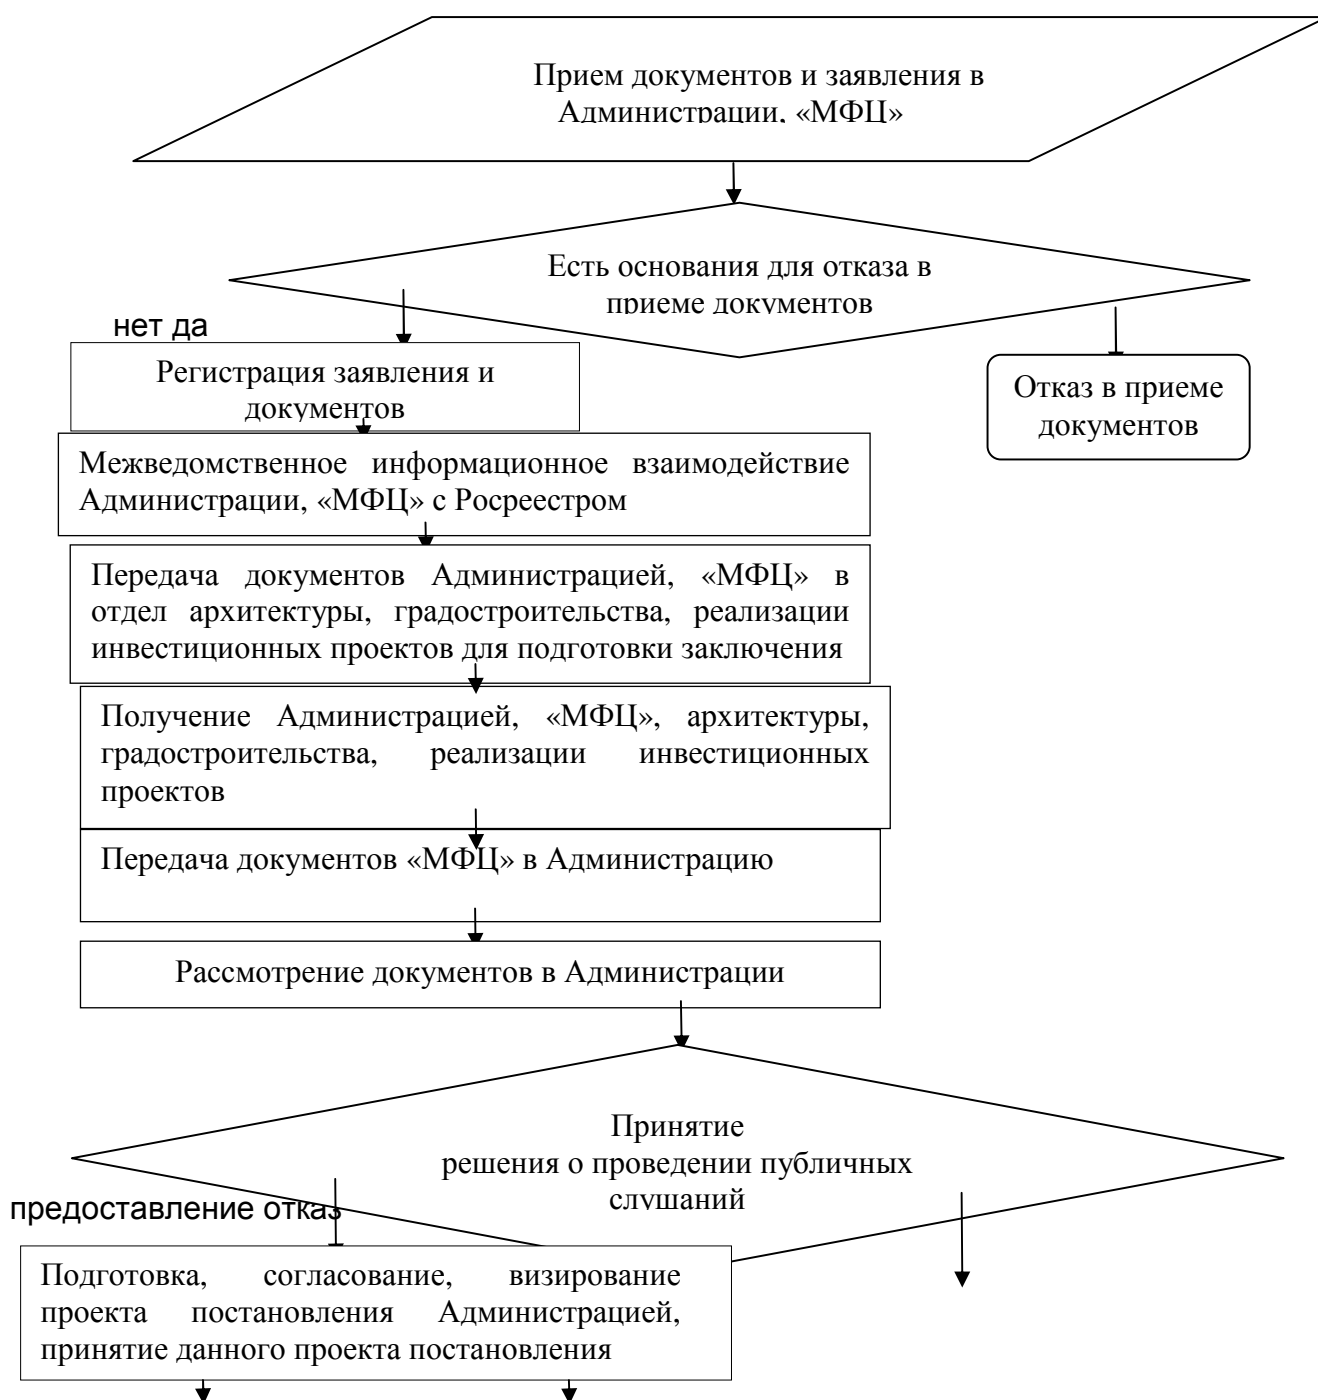 Прием документов и заявления в
Администрации, «МФЦ»
Есть основания для отказа в
приеме документов
нет да
Регистрация заявления и
документов
Отказ в приеме
документов
Межведомственное информационное взаимодействие
Администрации, «МФЦ» с Росреестром
Передача документов Администрацией, «МФЦ» в
отдел архитектуры, градостроительства, реализации
инвестиционных проектов для подготовки заключения
Получение Администрацией, «МФЦ», архитектуры,
градостроительства, реализации инвестиционных
проектов
Передача документов «МФЦ» в Администрацию
Рассмотрение документов в Администрации
Принятие
решения о проведении публичных
слушаний
предоставление отказ
Подготовка, согласование, визирование
проекта постановления Администрацией,
принятие данного проекта постановления